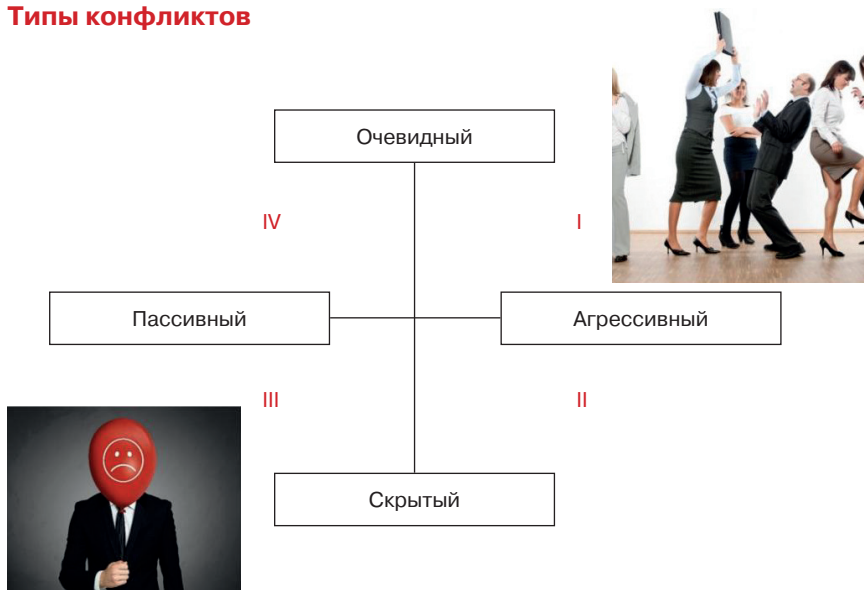 Типы конфликтов
Очевидный
IV
I
Пассивный
Агрессивный
III
II
Скрытый